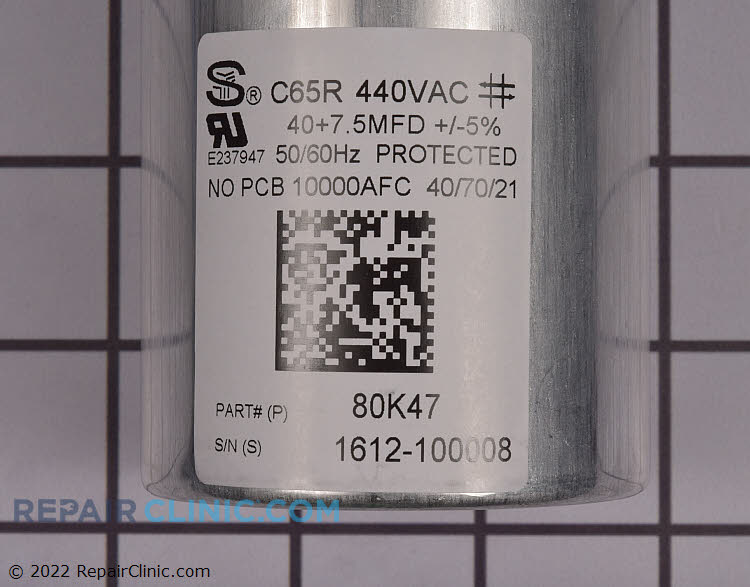 S ® C65R 440VAC
RU 40+7.5MFD +/-5%
E237947 50/60Hz PROTECTED
NO PCB 10000AFC 40/70/21
PART# (P) 80K47
S/N (S) 1612-100008
REPAIRCLINIC.COM
© 2022 RepairClinic.com